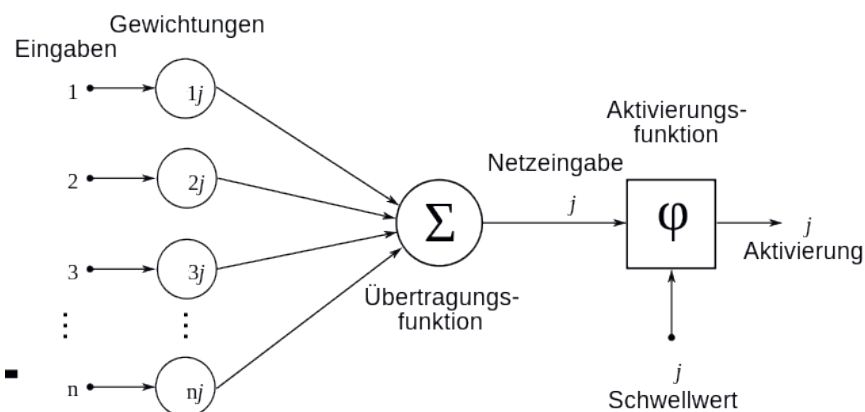 Gewichtungen
Eingaben
1
1j
2
2j
3
3j
⋮
⋮
n
nj
Σ
Übertragungs-
funktion
Netzeingabe
j
Aktivierungs-
funktion
φ
j
Aktivierung
j
Schwellwert